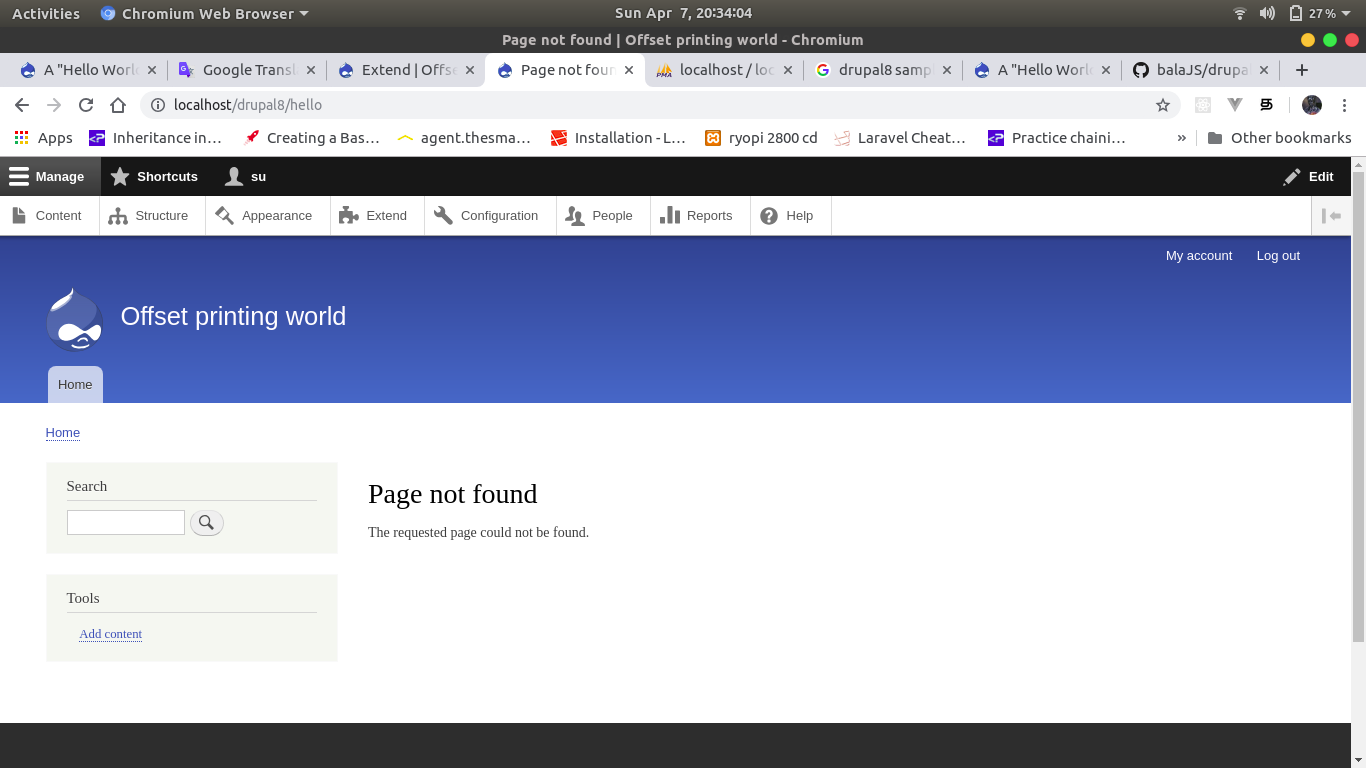 Activities Chromium Web Browser Sun Apr 7, 20:34:04 27%
Page not found | Offset printing world - Chromium
A "Hello Worl Google Transl Extend | Offs Page not foun localhost / loc drupal8 samp A "Hello Worl balaJS/drupa
localhost/drupal8/hello
Apps Inheritance in... Creating a Bas... agent.thesma... Installation - L... ryopi 2800 cd Laravel Cheat... Practice chaini... » Other bookmarks
Manage Shortcuts su Edit
Content Structure Appearance Extend Configuration People Reports Help
My account Log out
Offset printing world
Home
Home
Search
Page not found
The requested page could not be found.
Tools
Add content